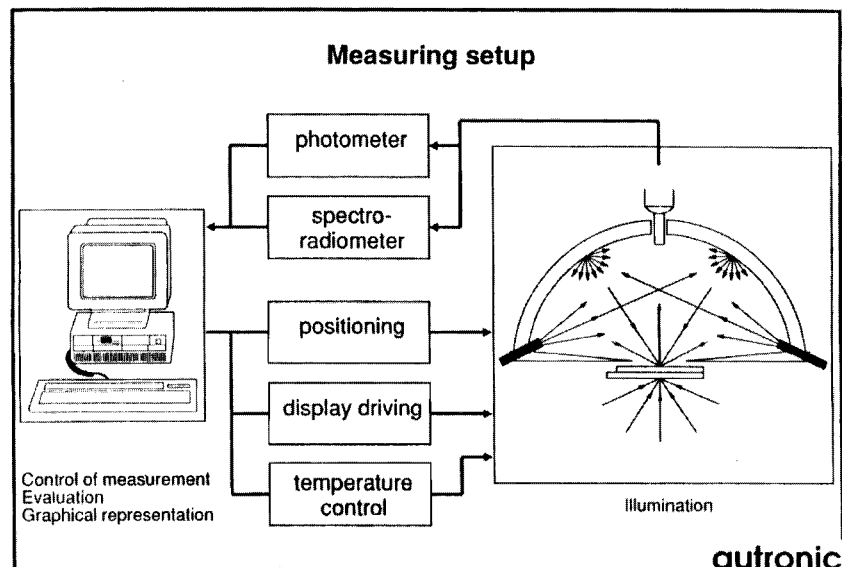 Measuring setup
photometer
spectro-
radiometer
positioning
display driving
temperature
control
Control of measurement
Evaluation
Graphical representation
Illumination
autronic